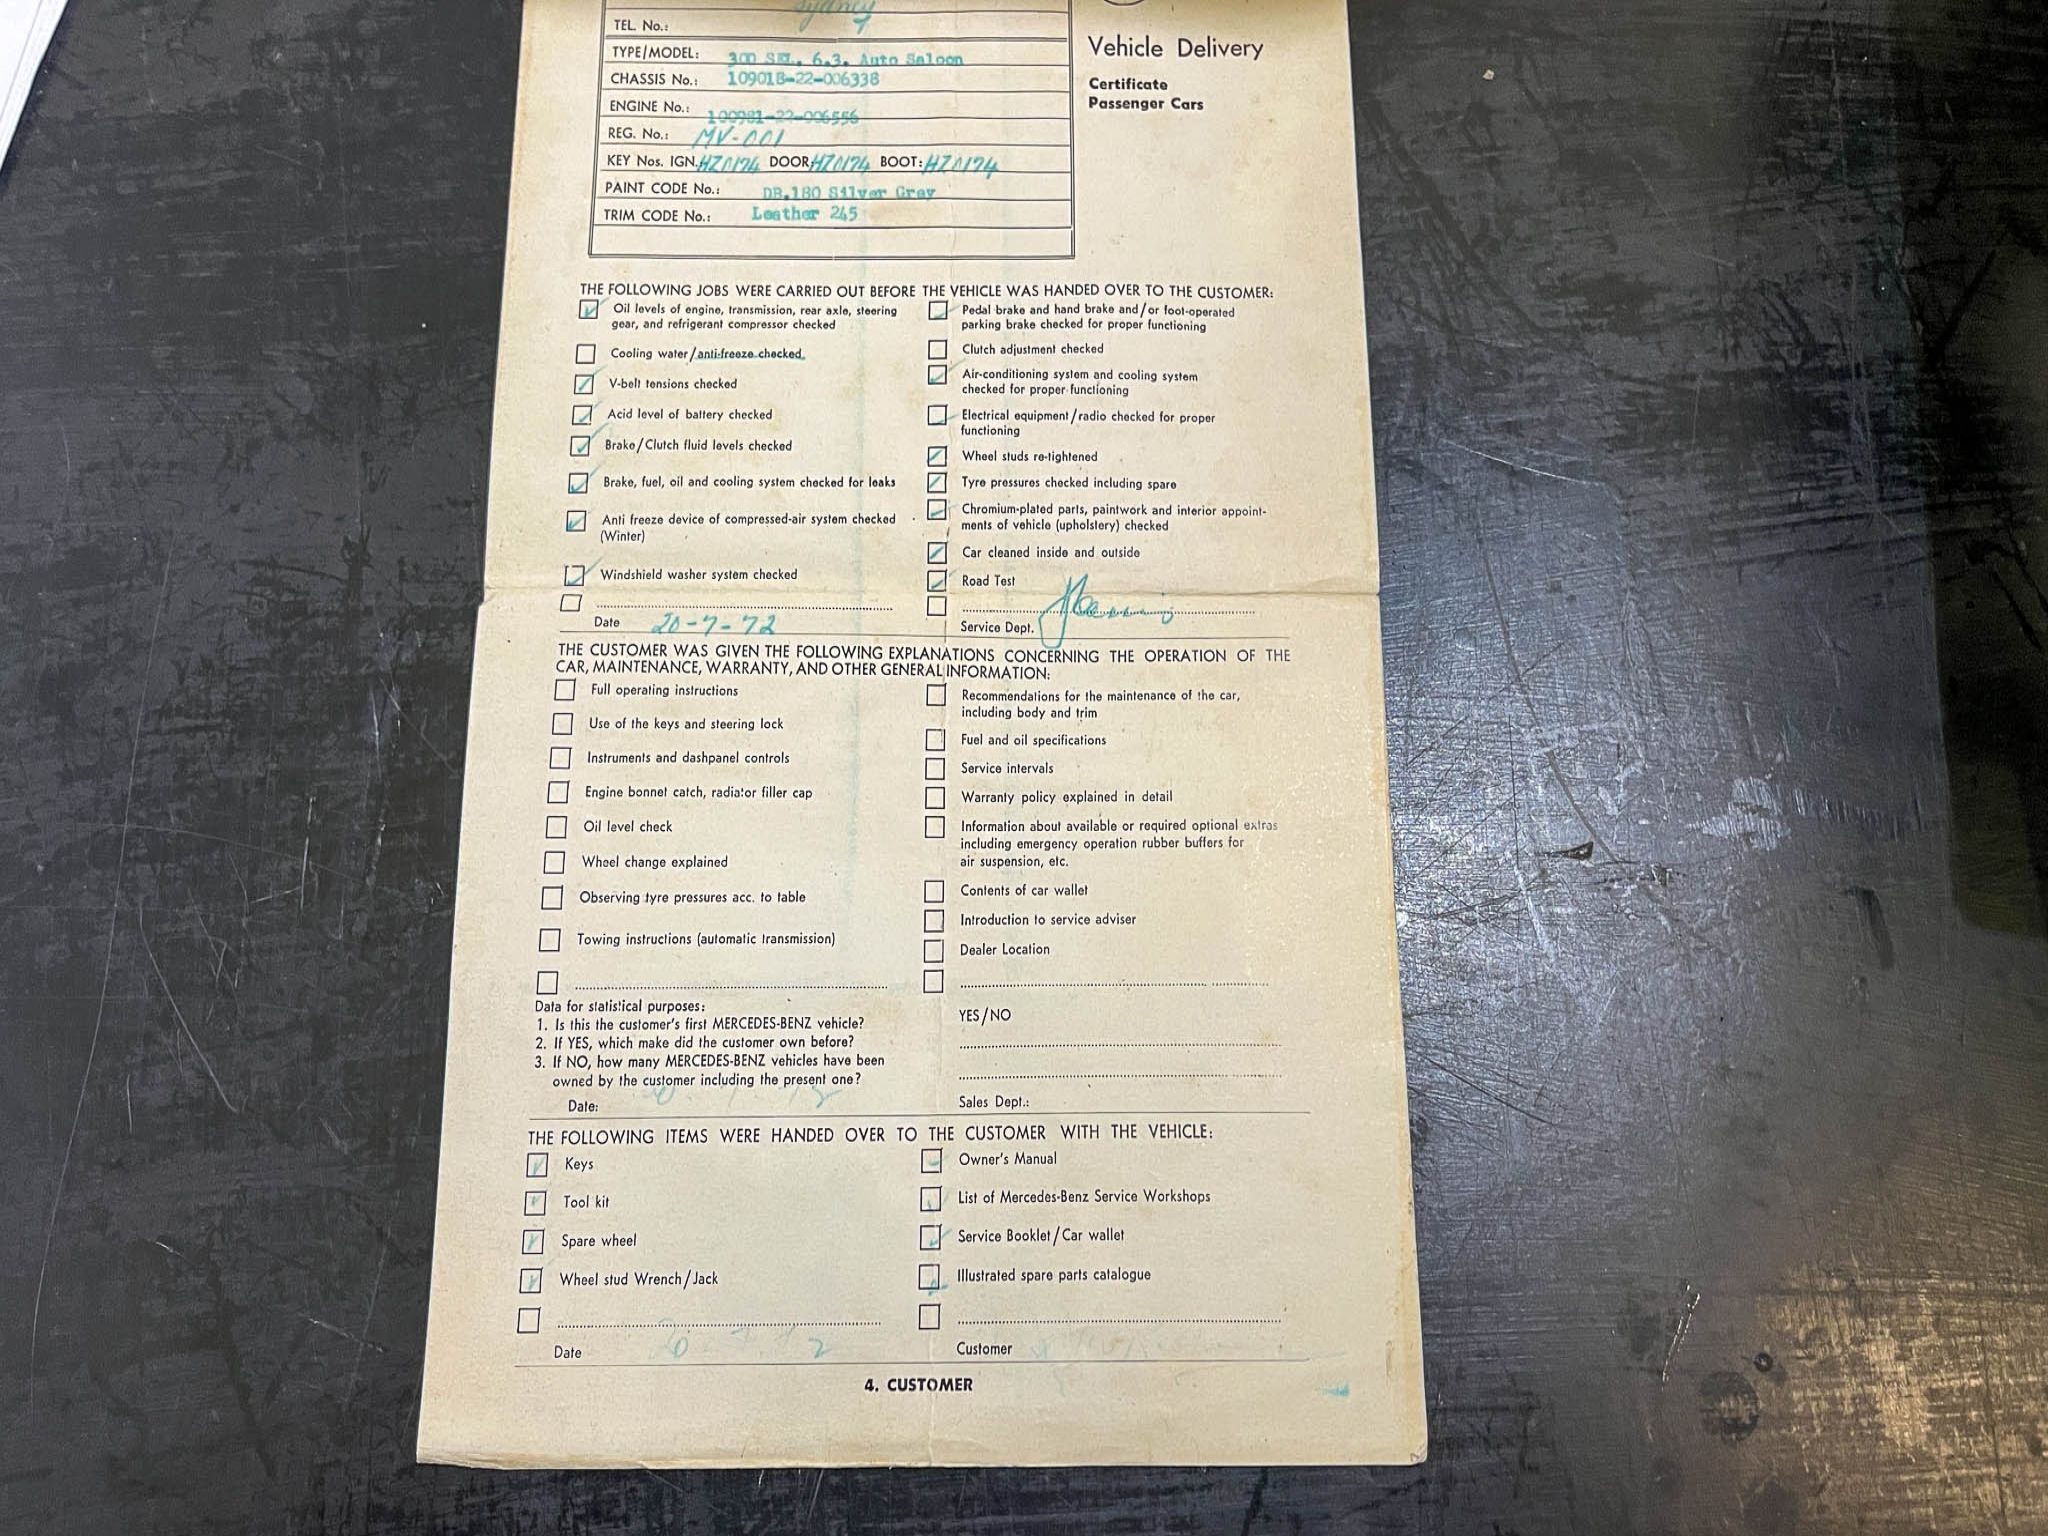 Sydney
TEL. No.:
Vehicle Delivery
Certificate
Passenger Cars
TYPE/MODEL: 300 SEL. 6.3. Auto Saloon
CHASSIS No.: 109018-22-006338
ENGINE No.: 100981-22-006556
REG. No.: MV-001
KEY Nos. IGN. HZ0174 DOOR: HZ0174 BOOT: HZ0174
PAINT CODE No.: DB.180 Silver Grey
TRIM CODE No.: Leather 245
THE FOLLOWING JOBS WERE CARRIED OUT BEFORE THE VEHICLE WAS HANDED OVER TO THE CUSTOMER:
Oil levels of engine, transmission, rear axle, steering
gear, and refrigerant compressor checked
Cooling water/anti-freeze checked
V-belt tensions checked
Acid level of battery checked
Brake/Clutch fluid levels checked
Brake, fuel, oil and cooling system checked for leaks
Anti freeze device of compressed-air system checked
(Winter)
Windshield washer system checked
Date 20-7-72
Pedal brake and hand brake and/or foot-operated
parking brake checked for proper functioning
Clutch adjustment checked
Air-conditioning system and cooling system
checked for proper functioning
Electrical equipment/radio checked for proper
functioning
Wheel studs re-tightened
Tyre pressures checked including spare
Chromium-plated parts, paintwork and interior appoint-
ments of vehicle (upholstery) checked
Car cleaned inside and outside
Road Test
Service Dept.
THE CUSTOMER WAS GIVEN THE FOLLOWING EXPLANATIONS CONCERNING THE OPERATION OF THE
CAR, MAINTENANCE, WARRANTY, AND OTHER GENERAL INFORMATION:
Full operating instructions
Use of the keys and steering lock
Instruments and dashpanel controls
Engine bonnet catch, radiator filler cap
Oil level check
Wheel change explained
Observing tyre pressures acc. to table
Towing instructions (automatic transmission)
Recommendations for the maintenance of the car,
including body and trim
Fuel and oil specifications
Service intervals
Warranty policy explained in detail
Information about available or required optional extras
including emergency operation rubber buffers for
air suspension, etc.
Contents of car wallet
Introduction to service adviser
Dealer Location
Data for statistical purposes:
1. Is this the customer's first MERCEDES-BENZ vehicle?
YES/NO
2. If YES, which make did the customer own before?
3. If NO, how many MERCEDES-BENZ vehicles have been
owned by the customer including the present one?
Date:
Sales Dept.:
THE FOLLOWING ITEMS WERE HANDED OVER TO THE CUSTOMER WITH THE VEHICLE:
Keys
Tool kit
Spare wheel
Wheel stud Wrench/Jack
Owner's Manual
List of Mercedes-Benz Service Workshops
Service Booklet/Car wallet
Illustrated spare parts catalogue
Date
Customer
4. CUSTOMER